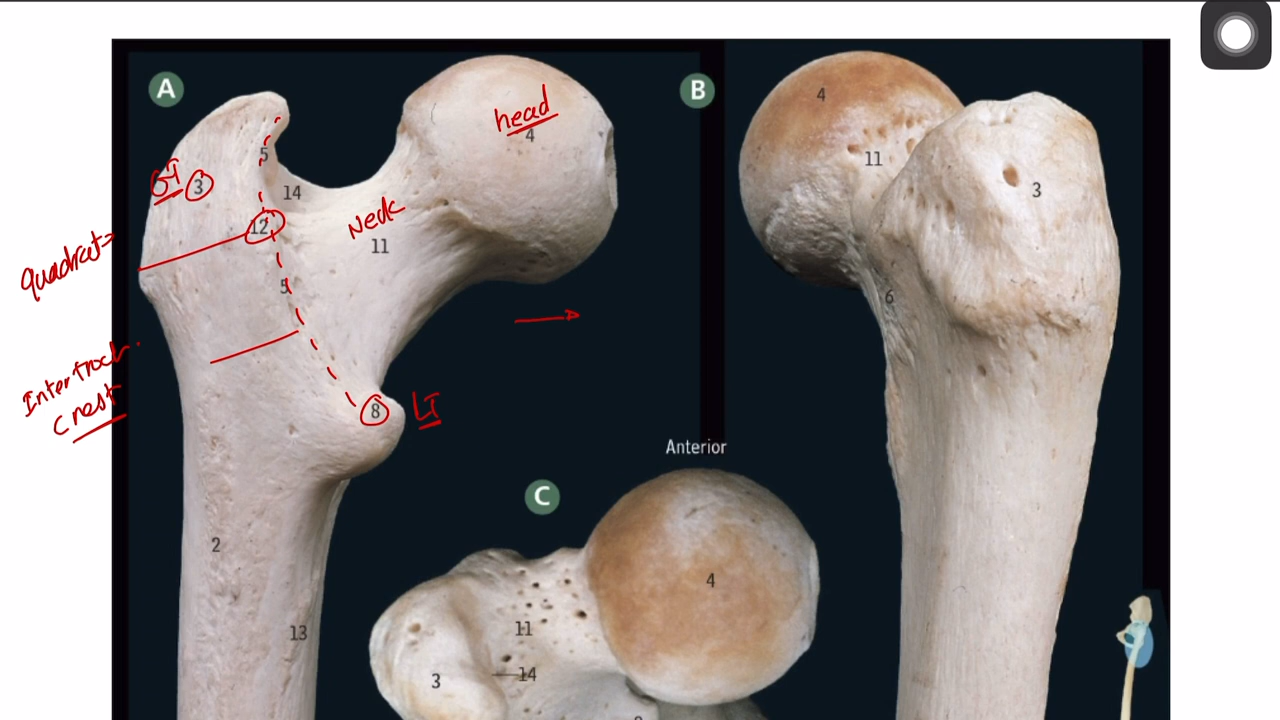 A
B
head
4
4
5
GT 3
14
11
3
12
Neck
11
Quadrat
5
6
Intertroch.
crest
8
LT
Anterior
C
2
4
11
13
14
3